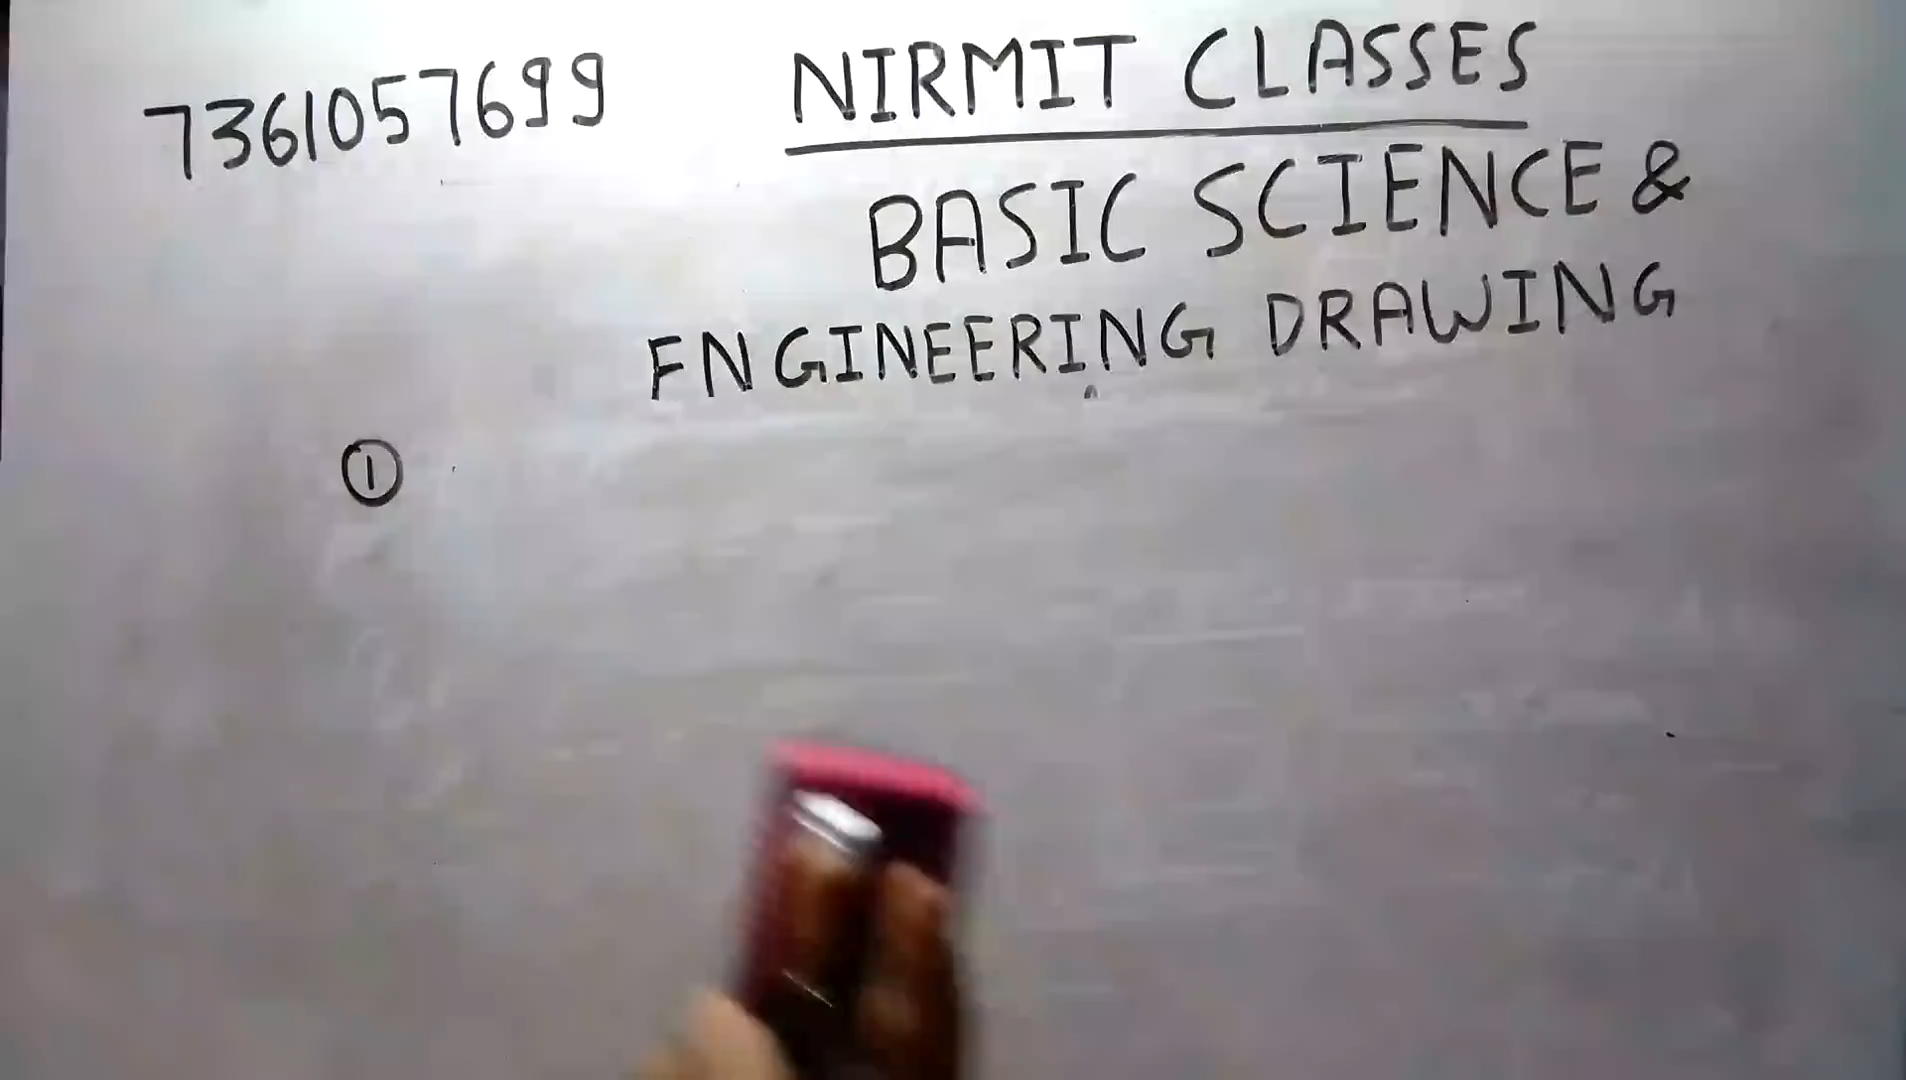 7361057699 NIRMIT CLASSES
BASIC SCIENCE &
ENGINEERING DRAWING
①